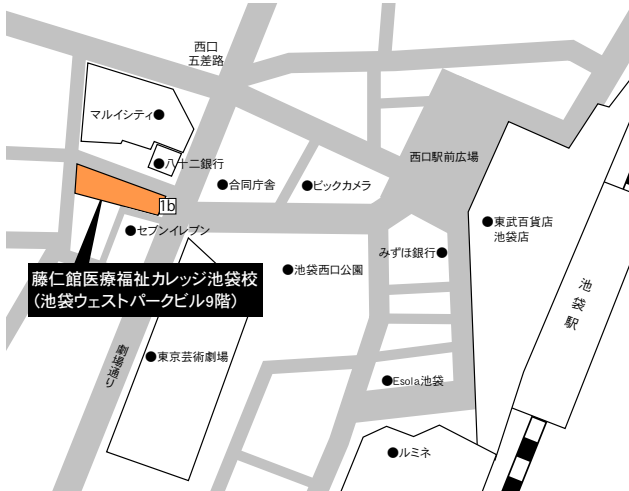 西口
五差路
マルイシティ
八十二銀行
合同庁舎
ビックカメラ
西口駅前広場
1b
セブンイレブン
東武百貨店
池袋店
みずほ銀行
池袋西口公園
池袋駅
藤仁館医療福祉カレッジ池袋校
(池袋ウェストパークビル9階)
劇場通り
東京芸術劇場
Esola池袋
ルミネ